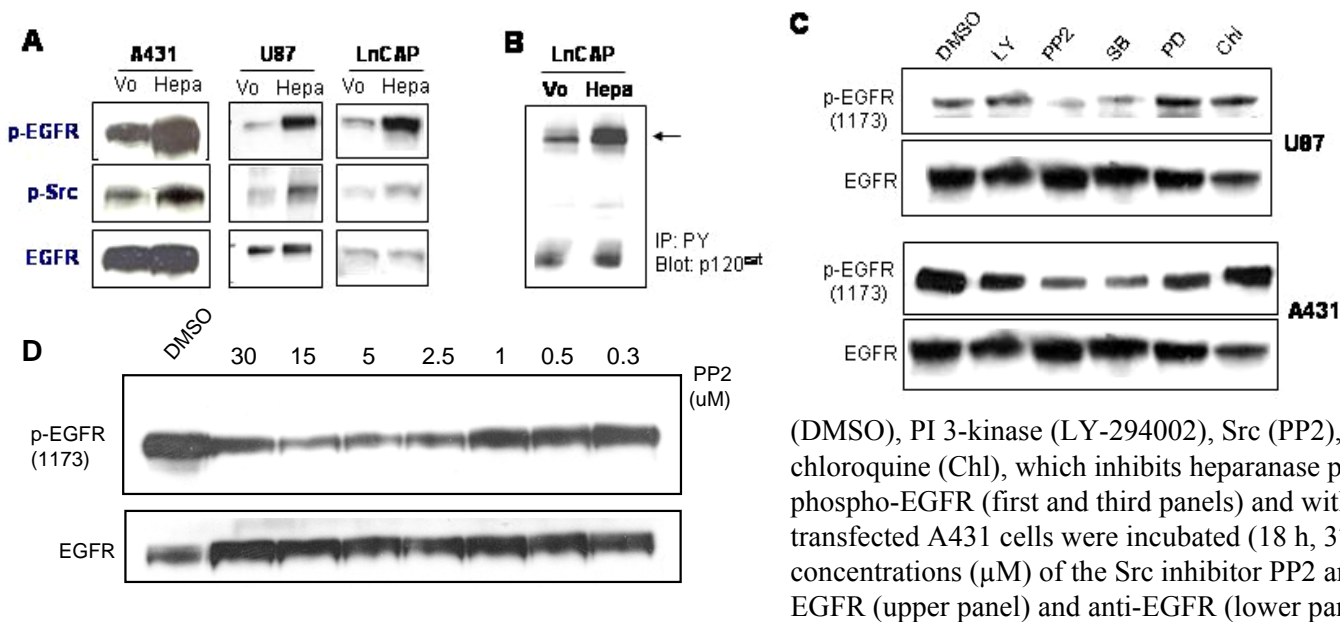 A
A431 U87 LnCAP
Vo Hepa Vo Hepa Vo Hepa
p-EGFR
p-Src
EGFR
B
LnCAP
Vo Hepa
IP: PY
Blot: p120
C
DMSO LY PP2 SB PD Chl
p-EGFR
(1173)
EGFR
U87
p-EGFR
(1173)
EGFR
A431
D
DMSO 30 15 5 2.5 1 0.5 0.3
PP2
(uM)
p-EGFR
(1173)
EGFR
(DMSO), PI 3-kinase (LY-294002), Src (PP2),
chloroquine (Chl), which inhibits heparanase p
phospho-EGFR (first and third panels) and with
transfected A431 cells were incubated (18 h, 3
concentrations (μM) of the Src inhibitor PP2 an
EGFR (upper panel) and anti-EGFR (lower pan